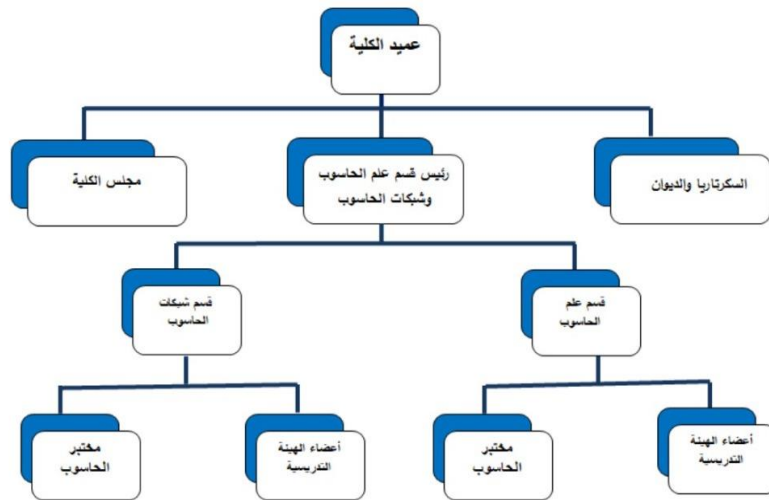 عميد الكلية
السكرتاريا والديوان
رئيس قسم علم الحاسوب
وشبكات الحاسوب
مجلس الكلية
قسم علم
الحاسوب
قسم شبكات
الحاسوب
أعضاء الهيئة
التدريسية
مختبر
الحاسوب
أعضاء الهيئة
التدريسية
مختبر
الحاسوب